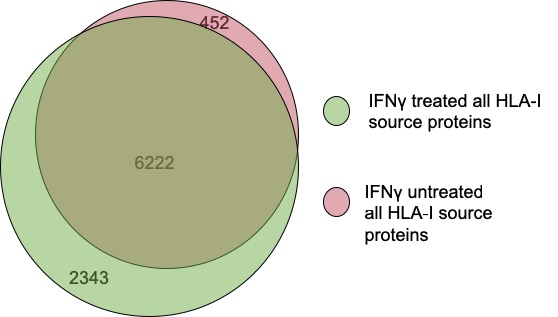 452
6222
2343
IFNγ treated all HLA-I
source proteins
IFNγ untreated
all HLA-I source
proteins